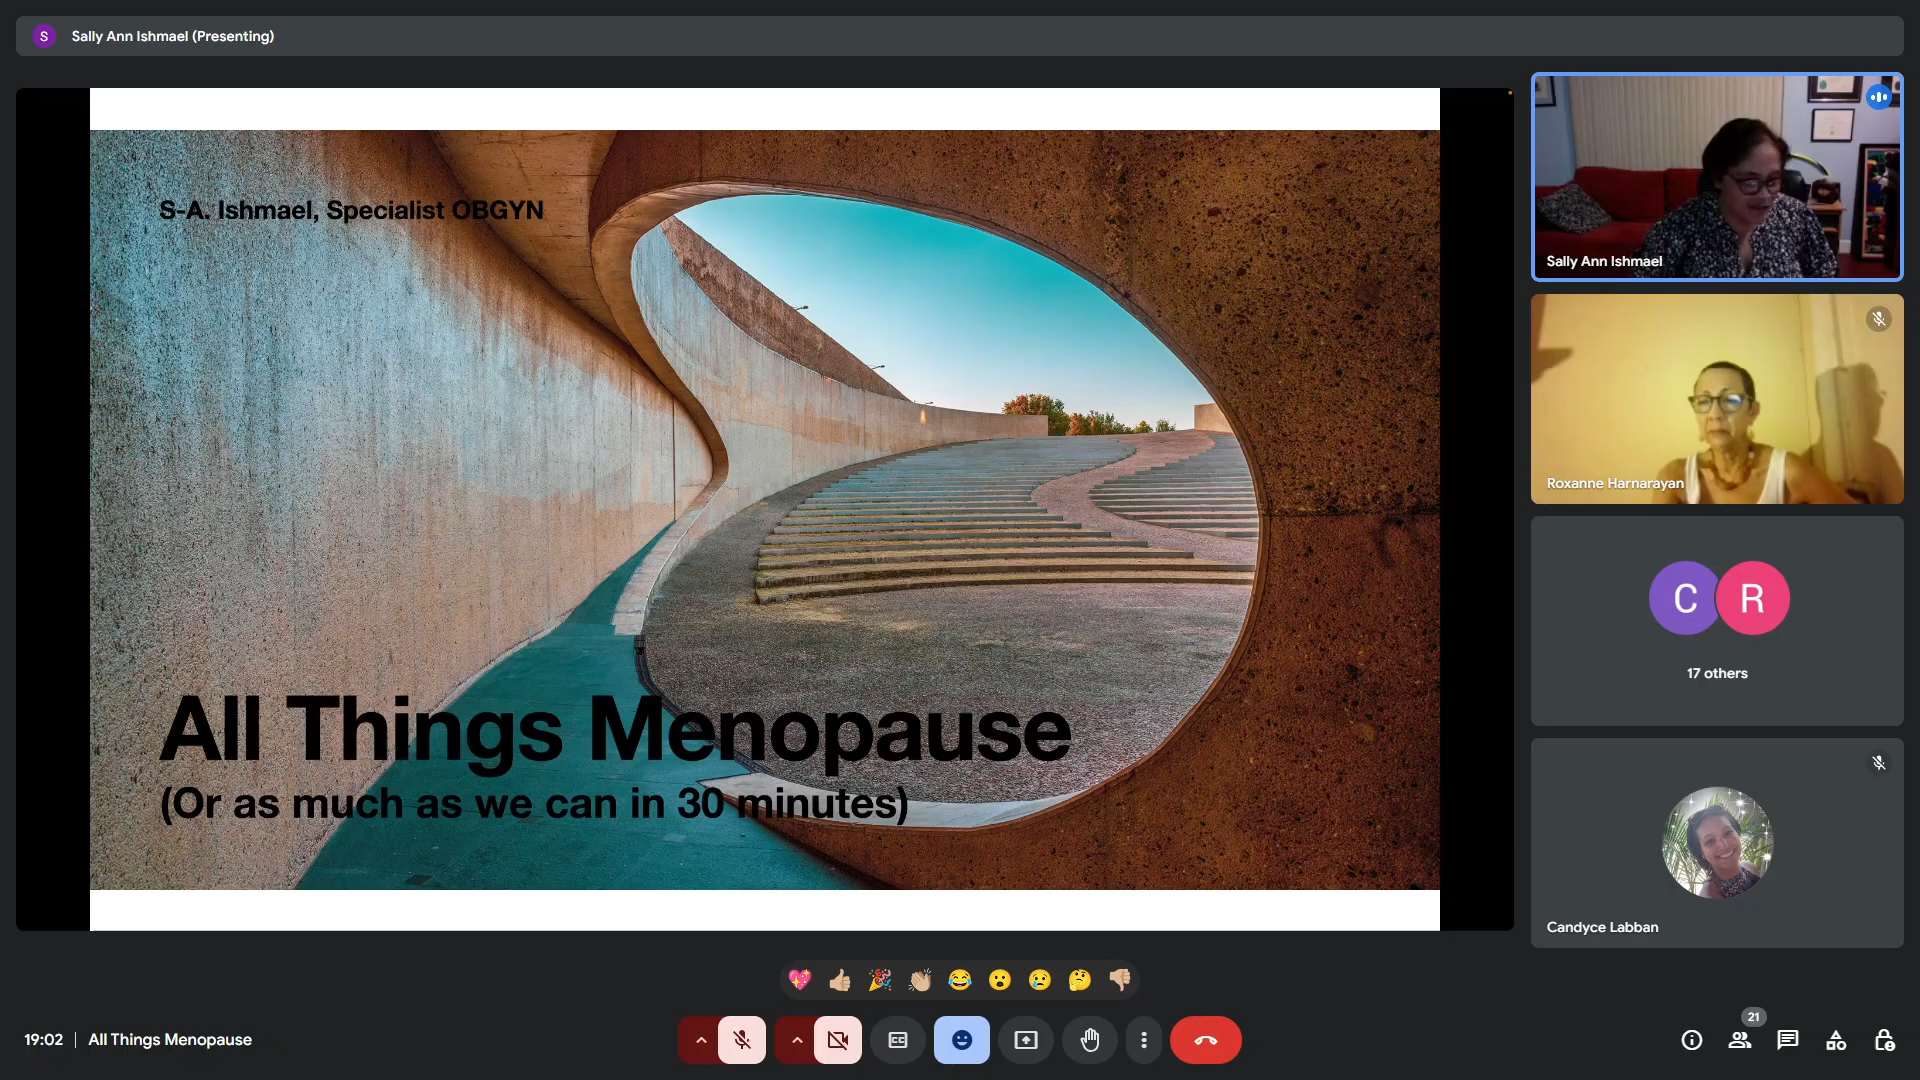 S
Sally Ann Ishmael (Presenting)
S-A. Ishmael, Specialist OBGYN
All Things Menopause
(Or as much as we can in 30 minutes)
Sally Ann Ishmael
Roxanne Harnarayan
C R
17 others
Candyce Labban
19:02 | All Things Menopause
CC
21